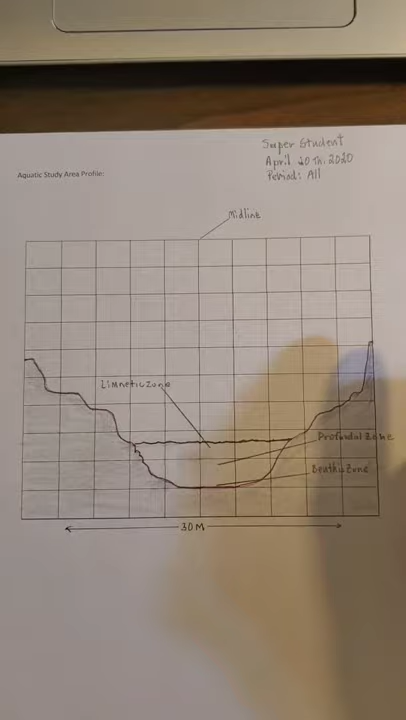 Super Student
April 20th, 2020
Period: All
Aquatic Study Area Profile:
Midline
Limnetic Zone
Profundal Zone
Benthic Zone
30 M